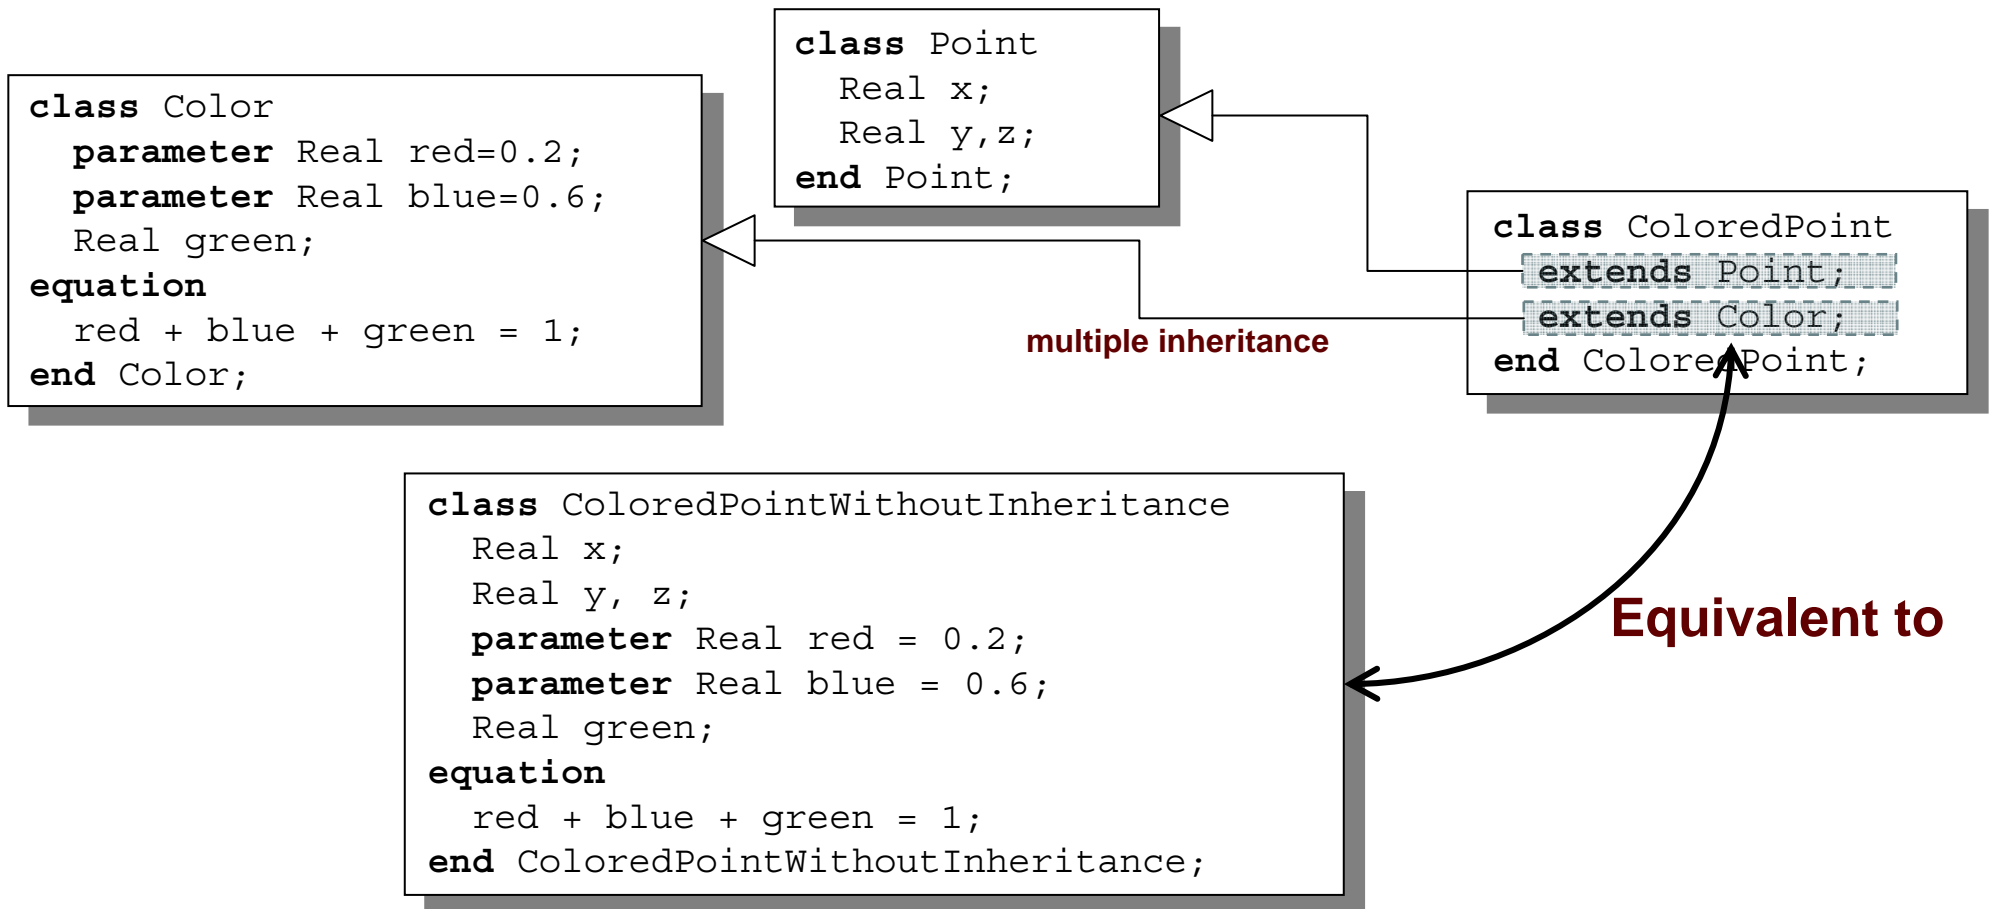 class Color
parameter Real red=0.2;
parameter Real blue=0.6;
Real green;
equation
red + blue + green = 1;
end Color;
class Point
Real x;
Real y,z;
end Point;
class ColoredPoint
extends Point;
extends Color;
end ColoredPoint;
multiple inheritance
class ColoredPointWithoutInheritance
Real x;
Real y, z;
parameter Real red = 0.2;
parameter Real blue = 0.6;
Real green;
equation
red + blue + green = 1;
end ColoredPointWithoutInheritance;
Equivalent to